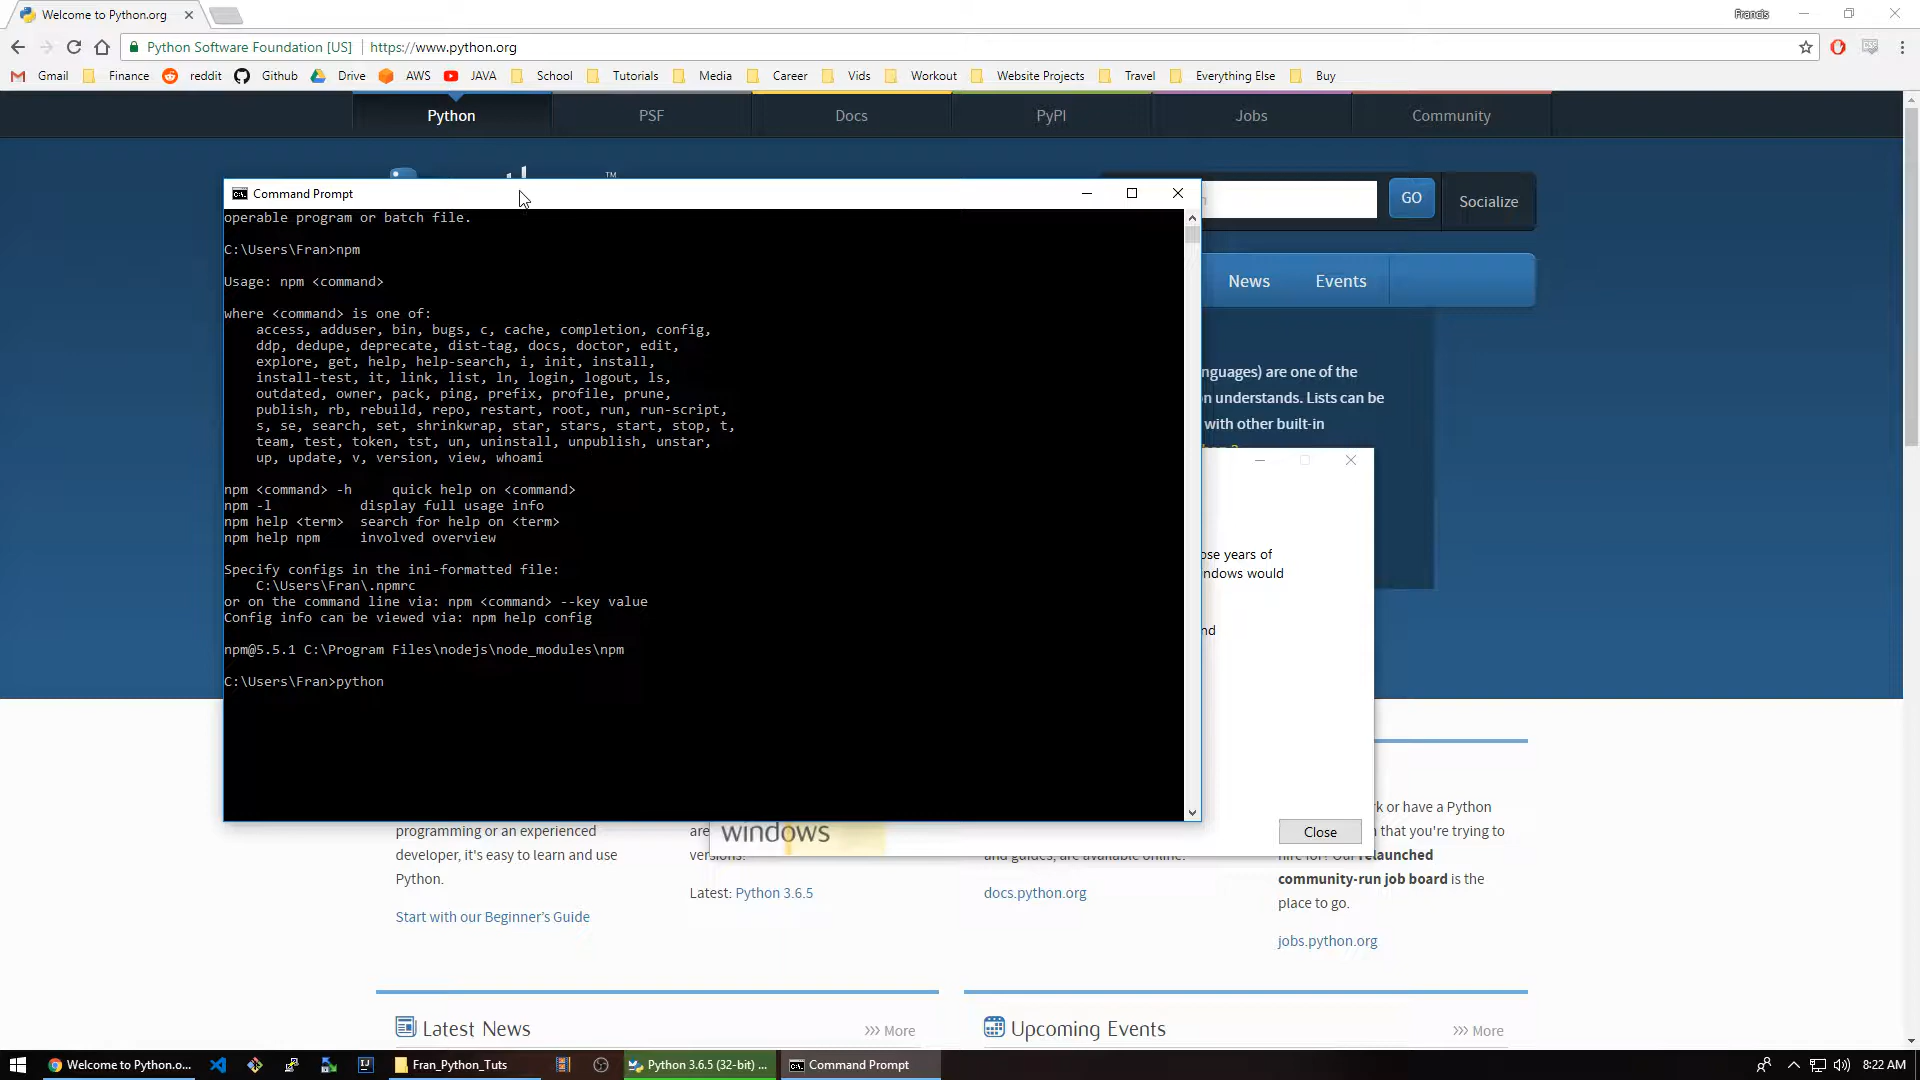 Welcome to Python.org
Francis
Python Software Foundation [US] https://www.python.org
Gmail Finance reddit Github Drive AWS JAVA School Tutorials Media Career Vids Workout Website Projects Travel Everything Else Buy
Python PSF Docs PyPI Jobs Community
TM
GO Socialize
News Events
Command Prompt
operable program or batch file.
C:\Users\Fran>npm
Usage: npm <command>
where <command> is one of:
access, adduser, bin, bugs, c, cache, completion, config,
ddp, dedupe, deprecate, dist-tag, docs, doctor, edit,
explore, get, help, help-search, i, init, install,
install-test, it, link, list, ln, login, logout, ls,
outdated, owner, pack, ping, prefix, profile, prune,
publish, rb, rebuild, repo, restart, root, run, run-script,
s, se, search, set, shrinkwrap, star, stars, start, stop, t,
team, test, token, tst, un, uninstall, unpublish, unstar,
up, update, v, version, view, whoami
npm <command> -h quick help on <command>
npm -l display full usage info
npm help <term> search for help on <term>
npm help npm involved overview
Specify configs in the ini-formatted file:
C:\Users\Fran\.npmrc
or on the command line via: npm <command> --key value
Config info can be viewed via: npm help config
npm@5.5.1 C:\Program Files\nodejs\node_modules\npm
C:\Users\Fran>python
nguages) are one of the
n understands. Lists can be
with other built-in
ose years of
ndows would
nd
windows
Close
programming or an experienced
developer, it's easy to learn and use
Python.
Start with our Beginner's Guide
are
versions.
Latest: Python 3.6.5
and guides, are available online.
docs.python.org
rk or have a Python
that you're trying to
hire for? Our relaunched
community-run job board is the
place to go.
jobs.python.org
Latest News
>>> More
Upcoming Events
>>> More
Welcome to Python.o...
Fran_Python_Tuts
Python 3.6.5 (32-bit) ...
Command Prompt
8:22 AM